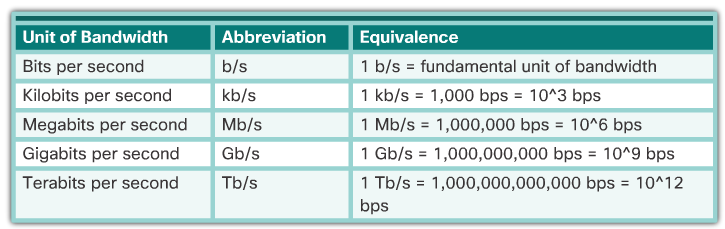 Unit of Bandwidth Abbreviation Equivalence
Bits per second b/s 1 b/s = fundamental unit of bandwidth
Kilobits per second kb/s 1 kb/s = 1,000 bps = 10^3 bps
Megabits per second Mb/s 1 Mb/s = 1,000,000 bps = 10^6 bps
Gigabits per second Gb/s 1 Gb/s = 1,000,000,000 bps = 10^9 bps
Terabits per second Tb/s 1 Tb/s = 1,000,000,000,000 bps = 10^12
bps